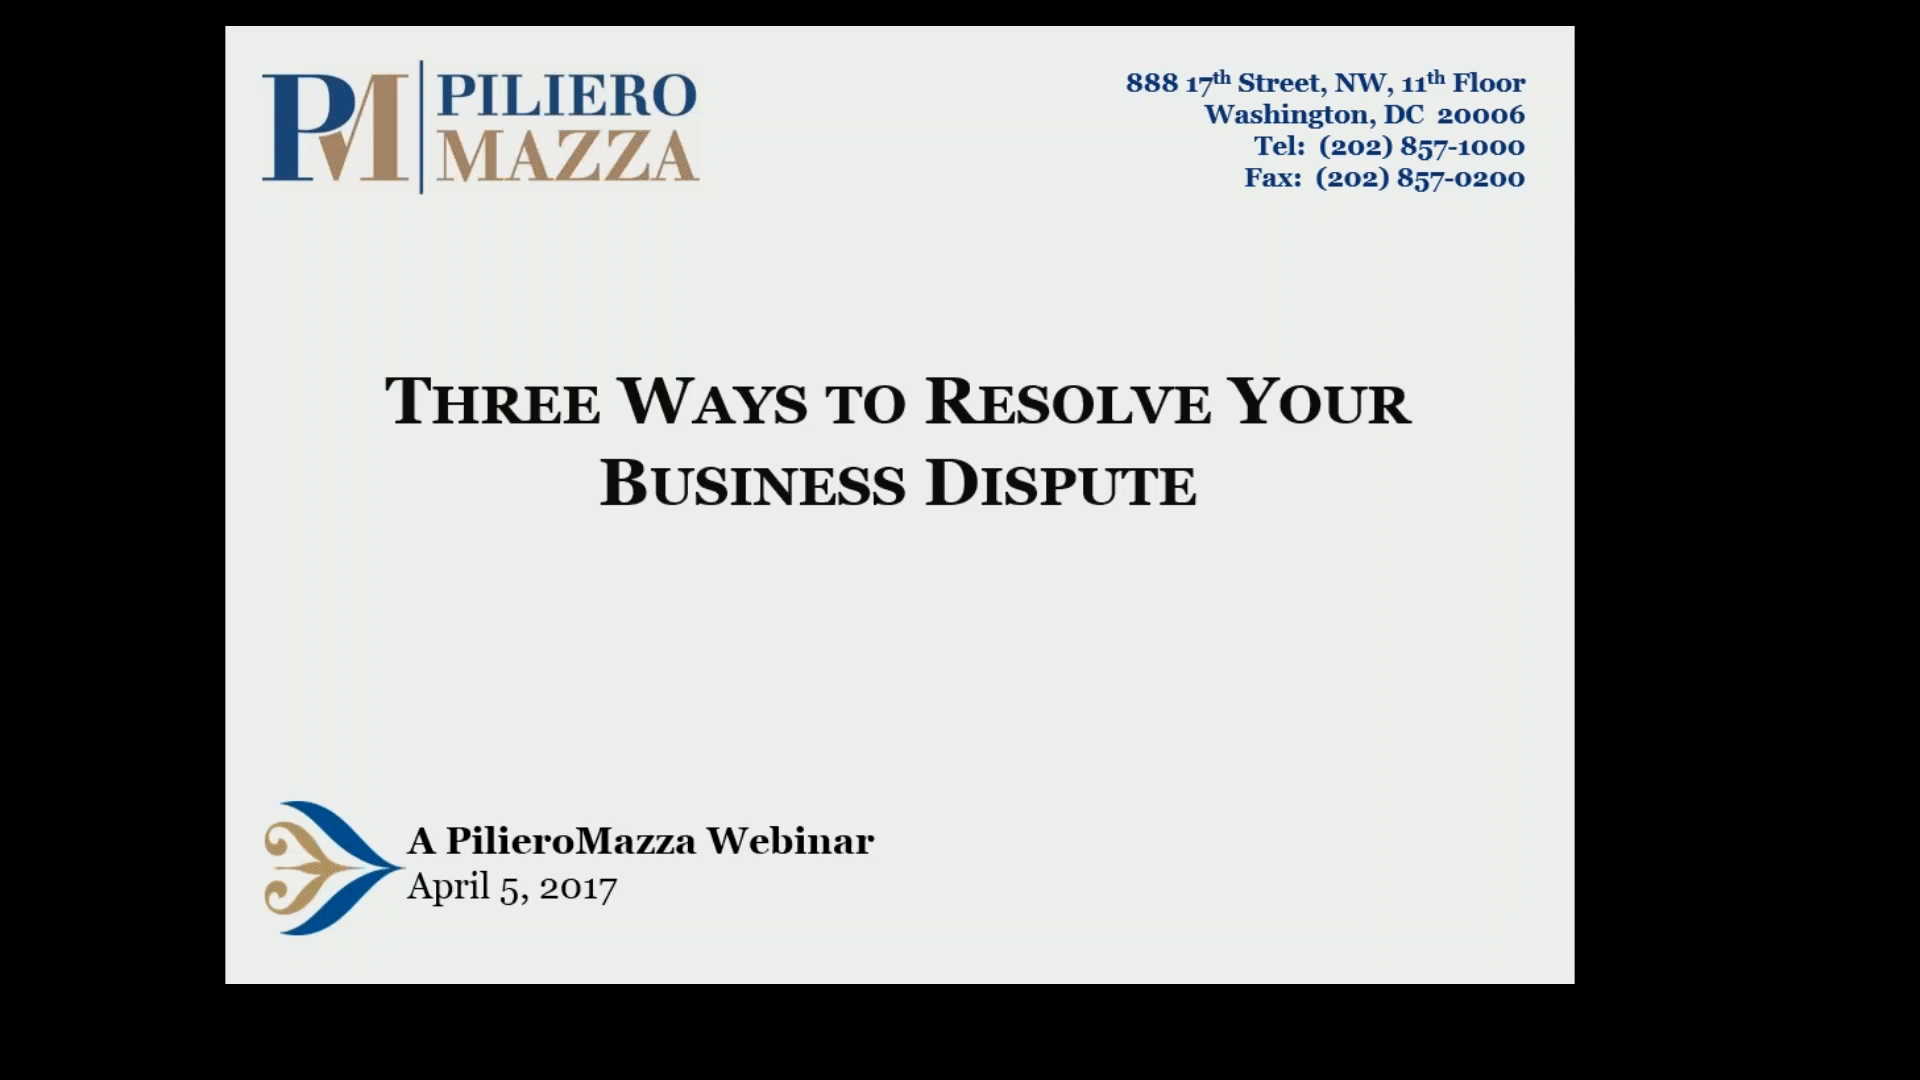 PM PILIERO
MAZZA
888 17th Street, NW, 11th Floor
Washington, DC 20006
Tel: (202) 857-1000
Fax: (202) 857-0200
THREE WAYS TO RESOLVE YOUR
BUSINESS DISPUTE
A PilieroMazza Webinar
April 5, 2017